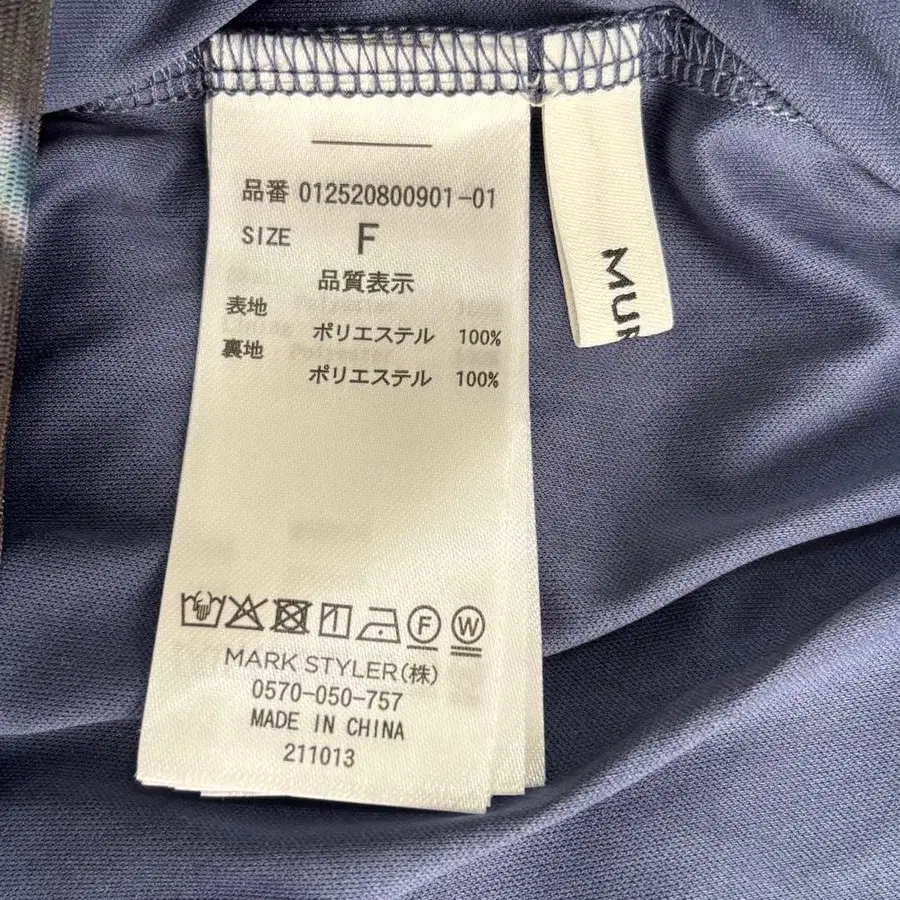 品番 012520800901-01
SIZE F
品質表示
表地
ポリエステル 100%
裏地
ポリエステル 100%
F W
MARK STYLER(株)
0570-050-757
MADE IN CHINA
211013
MUR